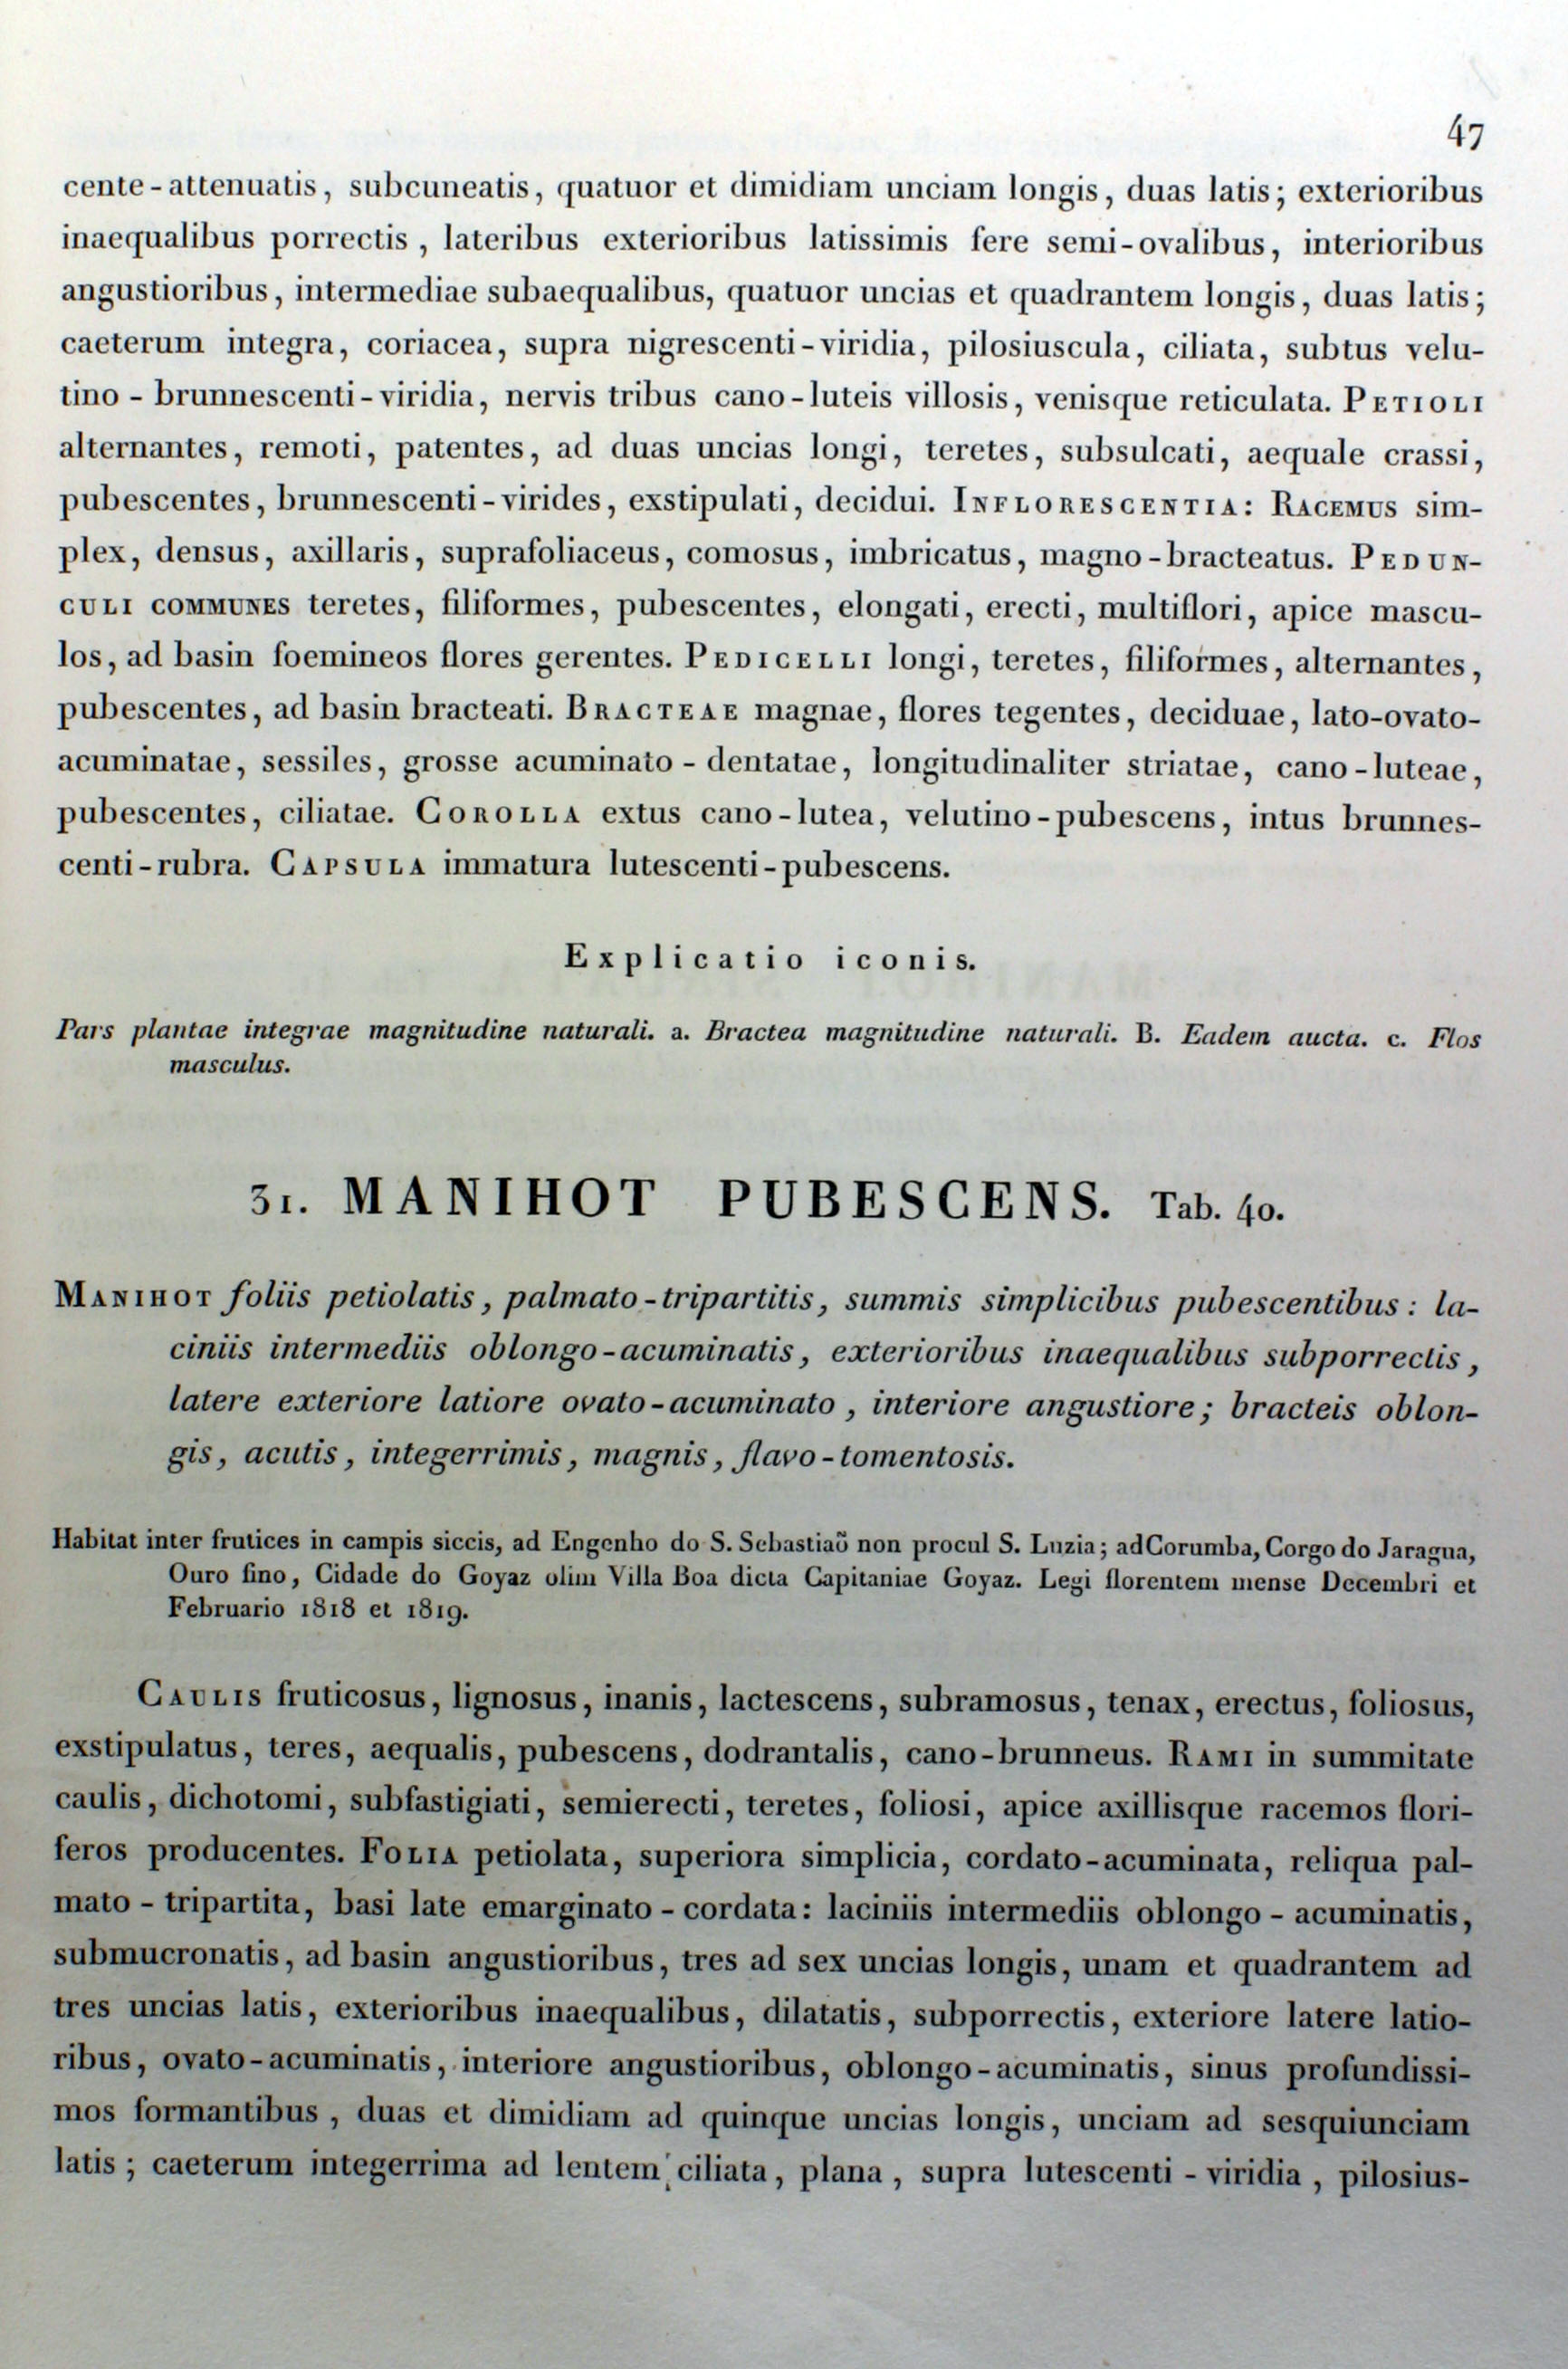 47
cente-attenuatis, subcuneatis, quatuor et dimidiam unciam longis, duas latis; exterioribus
inaequalibus porrectis , lateribus exterioribus latissimis fere semi-ovalibus, interioribus
angustioribus, intermediae subaequalibus, quatuor uncias et quadrantem longis, duas latis;
caeterum integra, coriacea, supra nigrescenti-viridia, pilosiuscula, ciliata, subtus velu-
tino - brunnescenti-viridia, nervis tribus cano-luteis villosis, venisque reticulata. PETIOLI
alternantes, remoti, patentes, ad duas uncias longi, teretes, subsulcati, aequale crassi,
pubescentes, brunnescenti-virides, exstipulati, decidui. INFLORESCENTIA: RACEMUS sim-
plex, densus, axillaris, suprafoliaceus, comosus, imbricatus, magno-bracteatus. PEDUN-
CULI COMMUNES teretes, filiformes, pubescentes, elongati, erecti, multiflori, apice mascu-
los, ad basin foemineos flores gerentes. PEDICELLI longi, teretes, filiformes, alternantes,
pubescentes, ad basin bracteati. BRACTEAE magnae, flores tegentes, deciduae, lato-ovato-
acuminatae, sessiles, grosse acuminato - dentatae, longitudinaliter striatae, cano-luteae,
pubescentes, ciliatae. COROLLA extus cano-lutea, velutino-pubescens, intus brunnes-
centi-rubra. CAPSULA immatura lutescenti-pubescens.
Explicatio iconis.
Pars plantae integrae magnitudine naturali. a. Bractea magnitudine naturali. B. Eadem aucta. c. Flos
masculus.
31. MANIHOT PUBESCENS. Tab. 40.
MANIHOT foliis petiolatis, palmato-tripartitis, summis simplicibus pubescentibus: la-
ciniis intermediis oblongo-acuminatis, exterioribus inaequalibus subporrectis,
latere exteriore latiore ovato-acuminato , interiore angustiore; bracteis oblon-
gis, acutis, integerrimis, magnis, flavo-tomentosis.
Habitat inter frutices in campis siccis, ad Engenho do S. Sebastiaõ non procul S. Luzia; ad Corumba, Corgo do Jaragua,
Ouro fino, Cidade do Goyaz olim Villa Boa dicta Capitaniae Goyaz. Legi florentem mense Decembri et
Februario 1818 et 1819.
CAULIS fruticosus, lignosus, inanis, lactescens, subramosus, tenax, erectus, foliosus,
exstipulatus, teres, aequalis, pubescens, dodrantalis, cano-brunneus. RAMI in summitate
caulis, dichotomi, subfastigiati, semierecti, teretes, foliosi, apice axillisque racemos flori-
feros producentes. FOLIA petiolata, superiora simplicia, cordato-acuminata, reliqua pal-
mato - tripartita, basi late emarginato - cordata: laciniis intermediis oblongo - acuminatis,
submucronatis, ad basin angustioribus, tres ad sex uncias longis, unam et quadrantem ad
tres uncias latis, exterioribus inaequalibus, dilatatis, subporrectis, exteriore latere latio-
ribus, ovato-acuminatis, interiore angustioribus, oblongo-acuminatis, sinus profundissi-
mos formantibus , duas et dimidiam ad quinque uncias longis, unciam ad sesquiunciam
latis ; caeterum integerrima ad lentem ciliata, plana , supra lutescenti - viridia , pilosius-